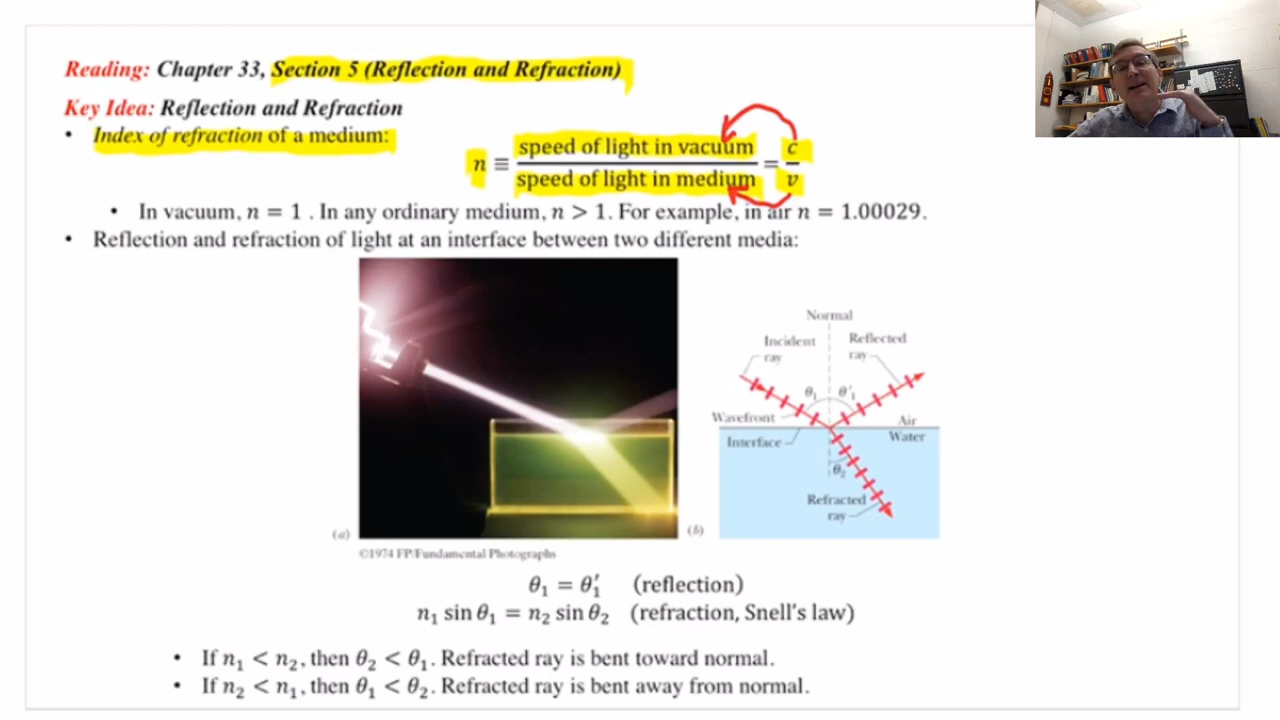 Reading: Chapter 33, Section 5 (Reflection and Refraction)
Key Idea: Reflection and Refraction
• Index of refraction of a medium:
n ≡ speed of light in vacuum / speed of light in medium = c / v
• In vacuum, n = 1 . In any ordinary medium, n > 1. For example, in air n = 1.00029.
• Reflection and refraction of light at an interface between two different media:
Normal
Incident ray
Reflected ray
θ₁ θ′₁
Wavefront
Air
Interface
Water
θ₂
Refracted ray
(a)
(b)
©1974 FP/Fundamental Photographs
θ₁ = θ₁′ (reflection)
n₁ sin θ₁ = n₂ sin θ₂ (refraction, Snell's law)
• If n₁ < n₂, then θ₂ < θ₁. Refracted ray is bent toward normal.
• If n₂ < n₁, then θ₁ < θ₂. Refracted ray is bent away from normal.